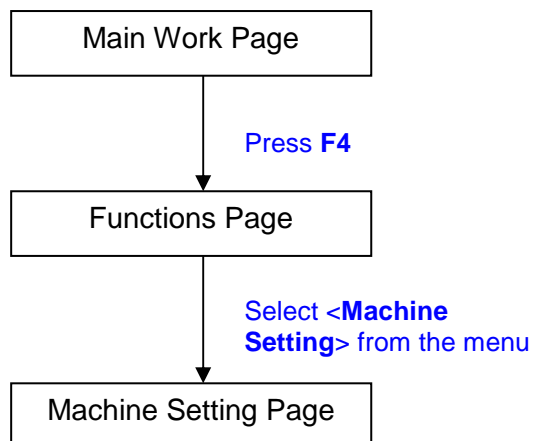 Main Work Page
Press F4
Functions Page
Select <Machine
Setting> from the menu
Machine Setting Page